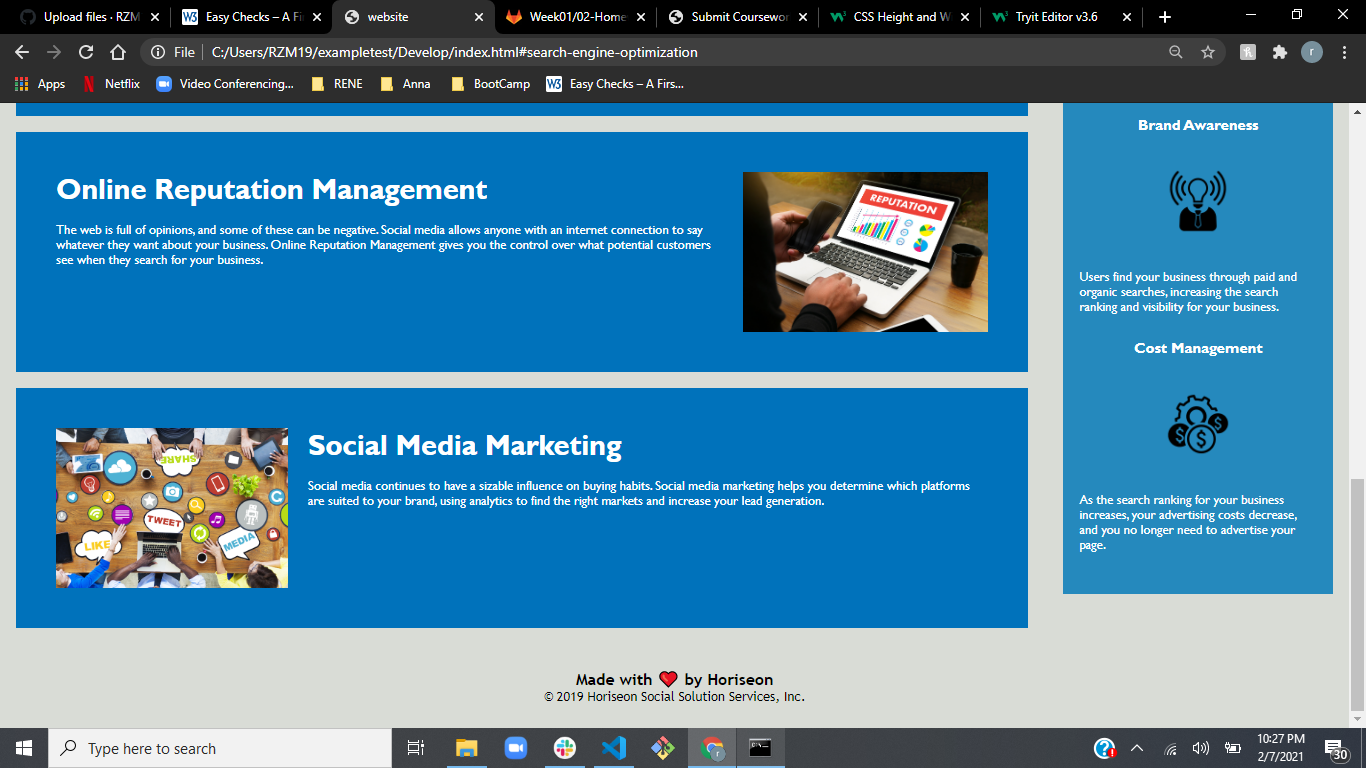 Upload files · RZM
Easy Checks – A Fi
website
Week01/02-Home
Submit Coursewor
CSS Height and W
Tryit Editor v3.6
File
C:/Users/RZM19/exampletest/Develop/index.html#search-engine-optimization
r
Apps
Netflix
Video Conferencing...
RENE
Anna
BootCamp
Easy Checks – A Firs...
Online Reputation Management
The web is full of opinions, and some of these can be negative. Social media allows anyone with an internet connection to say
whatever they want about your business. Online Reputation Management gives you the control over what potential customers
see when they search for your business.
REPUTATION
Social Media Marketing
Social media continues to have a sizable influence on buying habits. Social media marketing helps you determine which platforms
are suited to your brand, using analytics to find the right markets and increase your lead generation.
SHARE
TWEET
LIKE
MEDIA
Brand Awareness
Users find your business through paid and
organic searches, increasing the search
ranking and visibility for your business.
Cost Management
As the search ranking for your business
increases, your advertising costs decrease,
and you no longer need to advertise your
page.
Made with ❤️ by Horiseon
© 2019 Horiseon Social Solution Services, Inc.
Type here to search
10:27 PM
2/7/2021
30